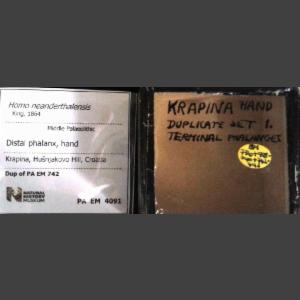 Homo neanderthalensis
King, 1864
Middle Palaeolithic
Distal phalanx, hand
Krapina, Hušnjakovo Hill, Croatia
Dup of PA EM 742
NATURAL
HISTORY
MUSEUM
PA EM 4091
KRAPINA HAND
DUPLICATE SET 1.
TERMINAL PHALANGES